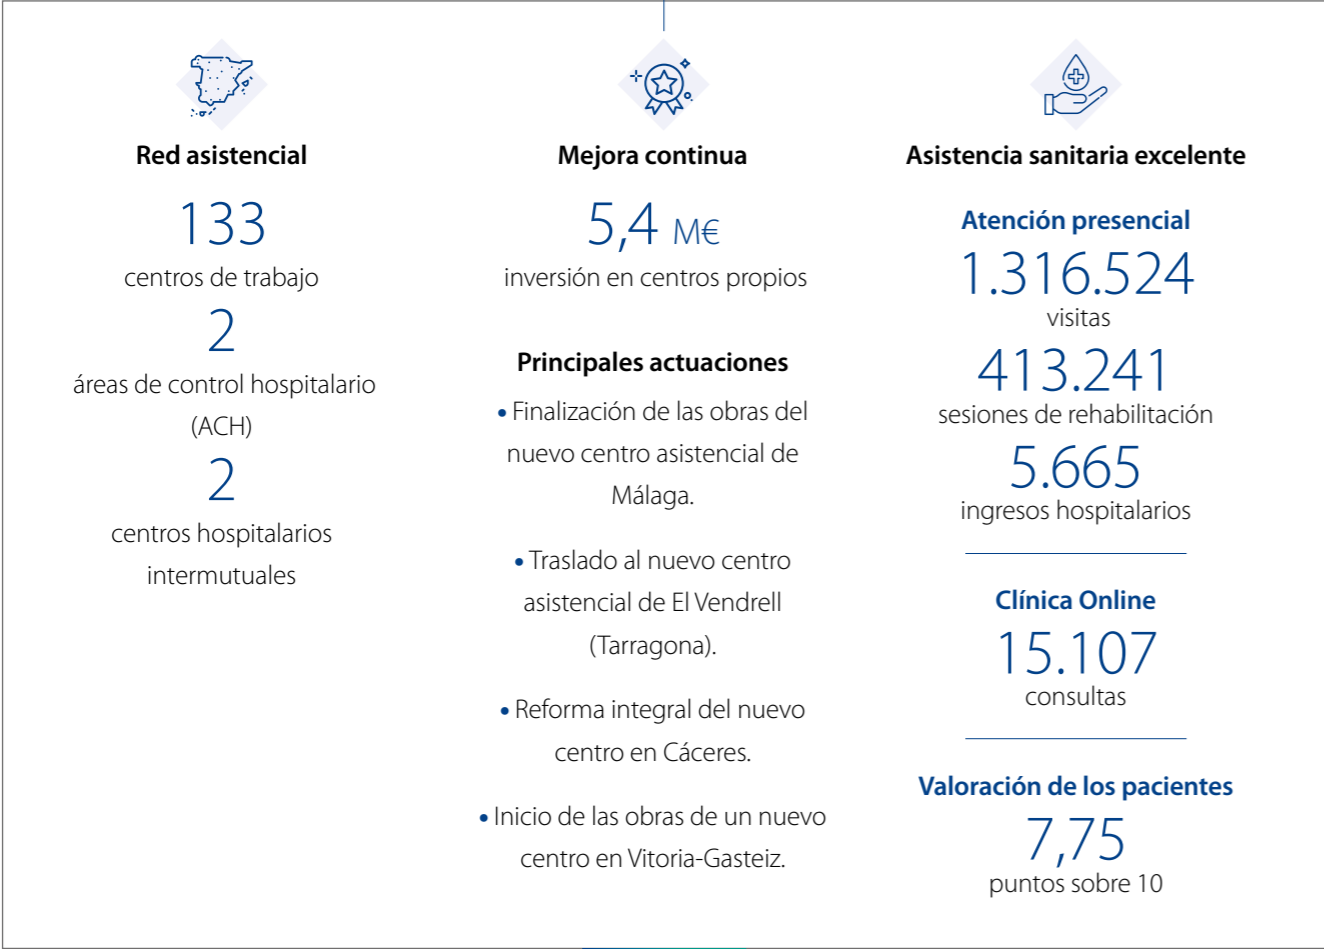 Red asistencial
133
centros de trabajo
2
áreas de control hospitalario
(ACH)
2
centros hospitalarios
intermutuales
Mejora continua
5,4 M€
inversión en centros propios
Principales actuaciones
• Finalización de las obras del
nuevo centro asistencial de
Málaga.
• Traslado al nuevo centro
asistencial de El Vendrell
(Tarragona).
• Reforma integral del nuevo
centro en Cáceres.
• Inicio de las obras de un nuevo
centro en Vitoria-Gasteiz.
Asistencia sanitaria excelente
Atención presencial
1.316.524
visitas
413.241
sesiones de rehabilitación
5.665
ingresos hospitalarios
Clínica Online
15.107
consultas
Valoración de los pacientes
7,75
puntos sobre 10